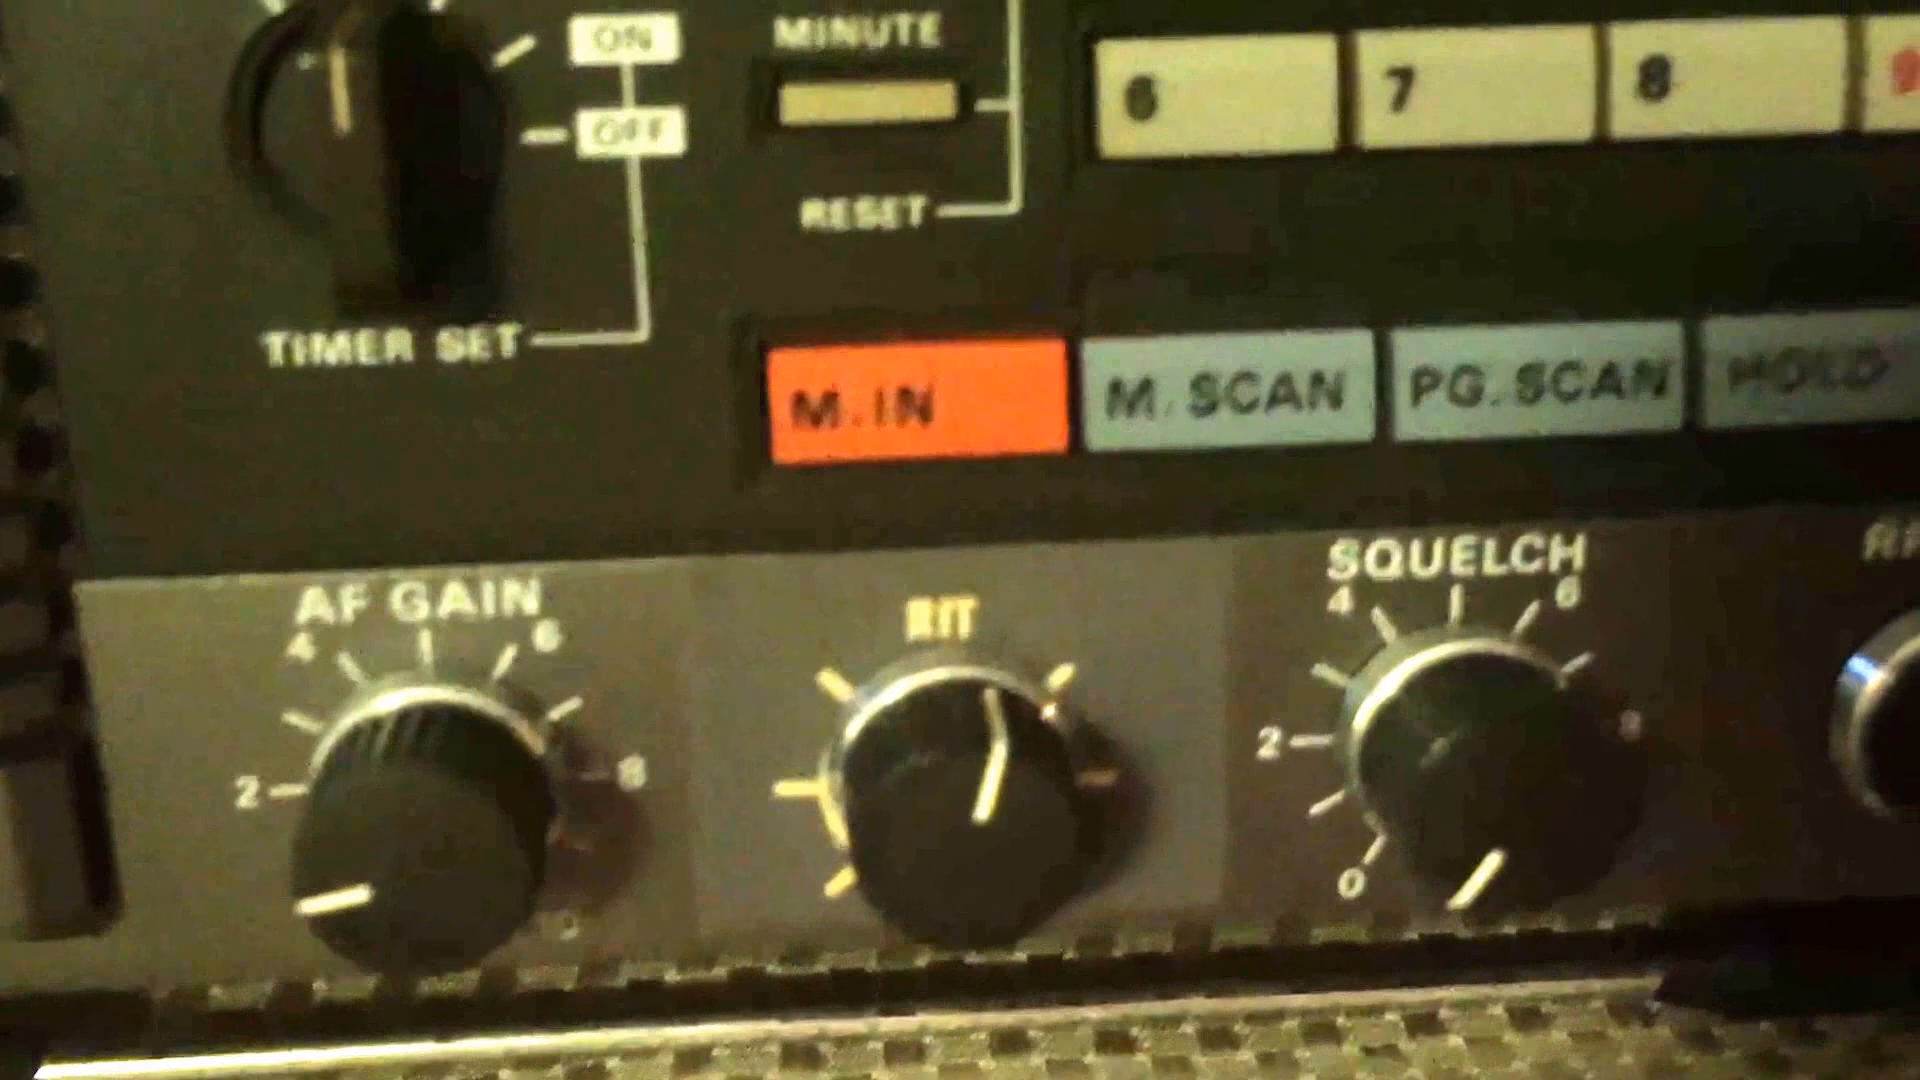 ON
OFF
MINUTE
RESET
TIMER SET
6 7 8 9
M.IN M.SCAN PG.SCAN HOLD
AF GAIN
4 6
2 8
RIT
SQUELCH
4 6
2 8
0